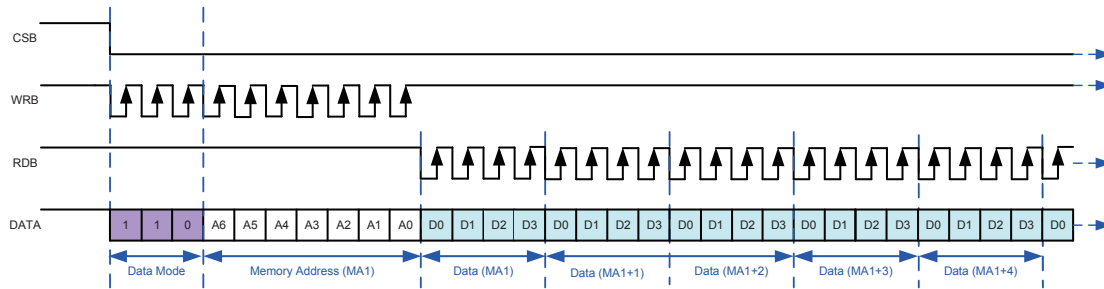 CSB
WRB
RDB
DATA 1 1 0 A6 A5 A4 A3 A2 A1 A0 D0 D1 D2 D3 D0 D1 D2 D3 D0 D1 D2 D3 D0 D1 D2 D3 D0 D1 D2 D3 D0
Data Mode Memory Address (MA1) Data (MA1) Data (MA1+1) Data (MA1+2) Data (MA1+3) Data (MA1+4)